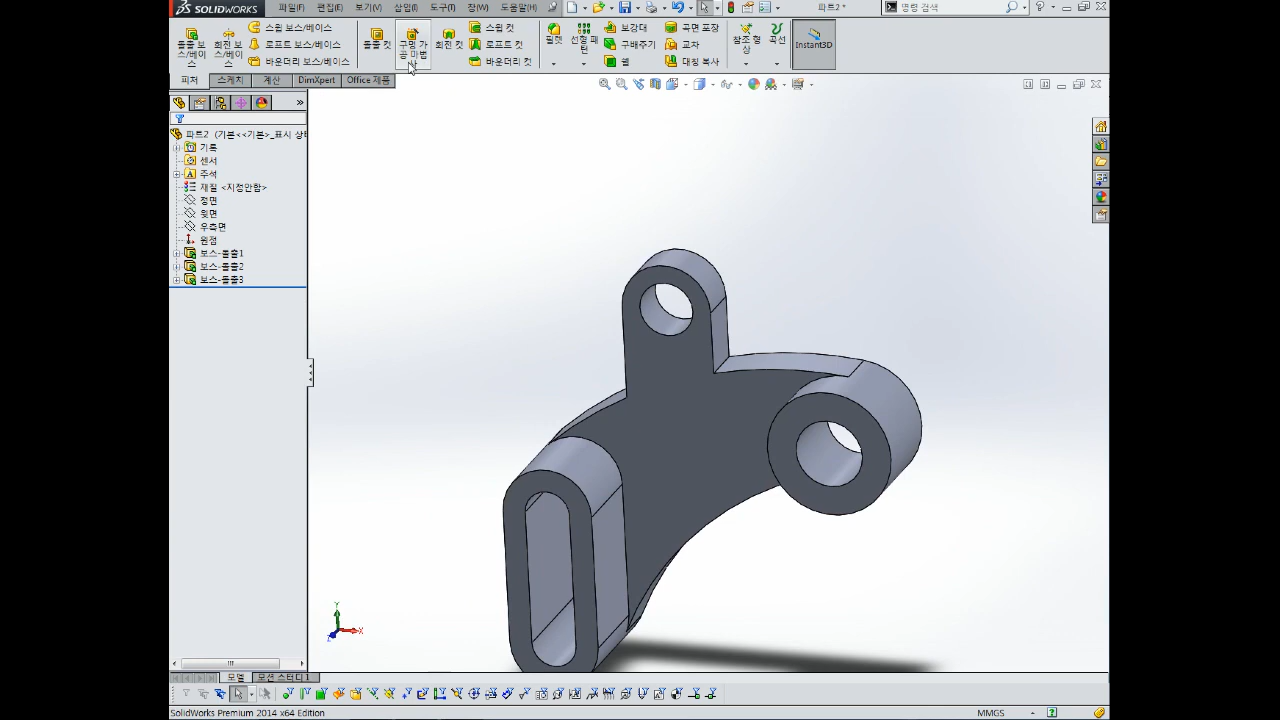 SOLIDWORKS 파일(F) 편집(E) 보기(V) 삽입(I) 도구(T) 창(W) 도움말(H) 파트2 * 명령 검색
돌출 보스/베이스 회전 보스/베이스 스윕 보스/베이스 로프트 보스/베이스 바운더리 보스/베이스 돌출 컷 구멍 가공 마법 회전 컷 스윕 컷 로프트 컷 바운더리 컷 필렛 선형 패턴 보강대 구배주기 쉘 곡면 포장 교차 대칭 복사 참조 형상 곡선 Instant3D
피처 스케치 계산 DimXpert Office 제품
파트2 (기본<<기본>_표시 상
기록
센서
주석
재질 <지정안함>
정면
윗면
우측면
원점
보스-돌출1
보스-돌출2
보스-돌출3
Y
X
Z
모델 모션 스터디 1
SolidWorks Premium 2014 x64 Edition MMGS